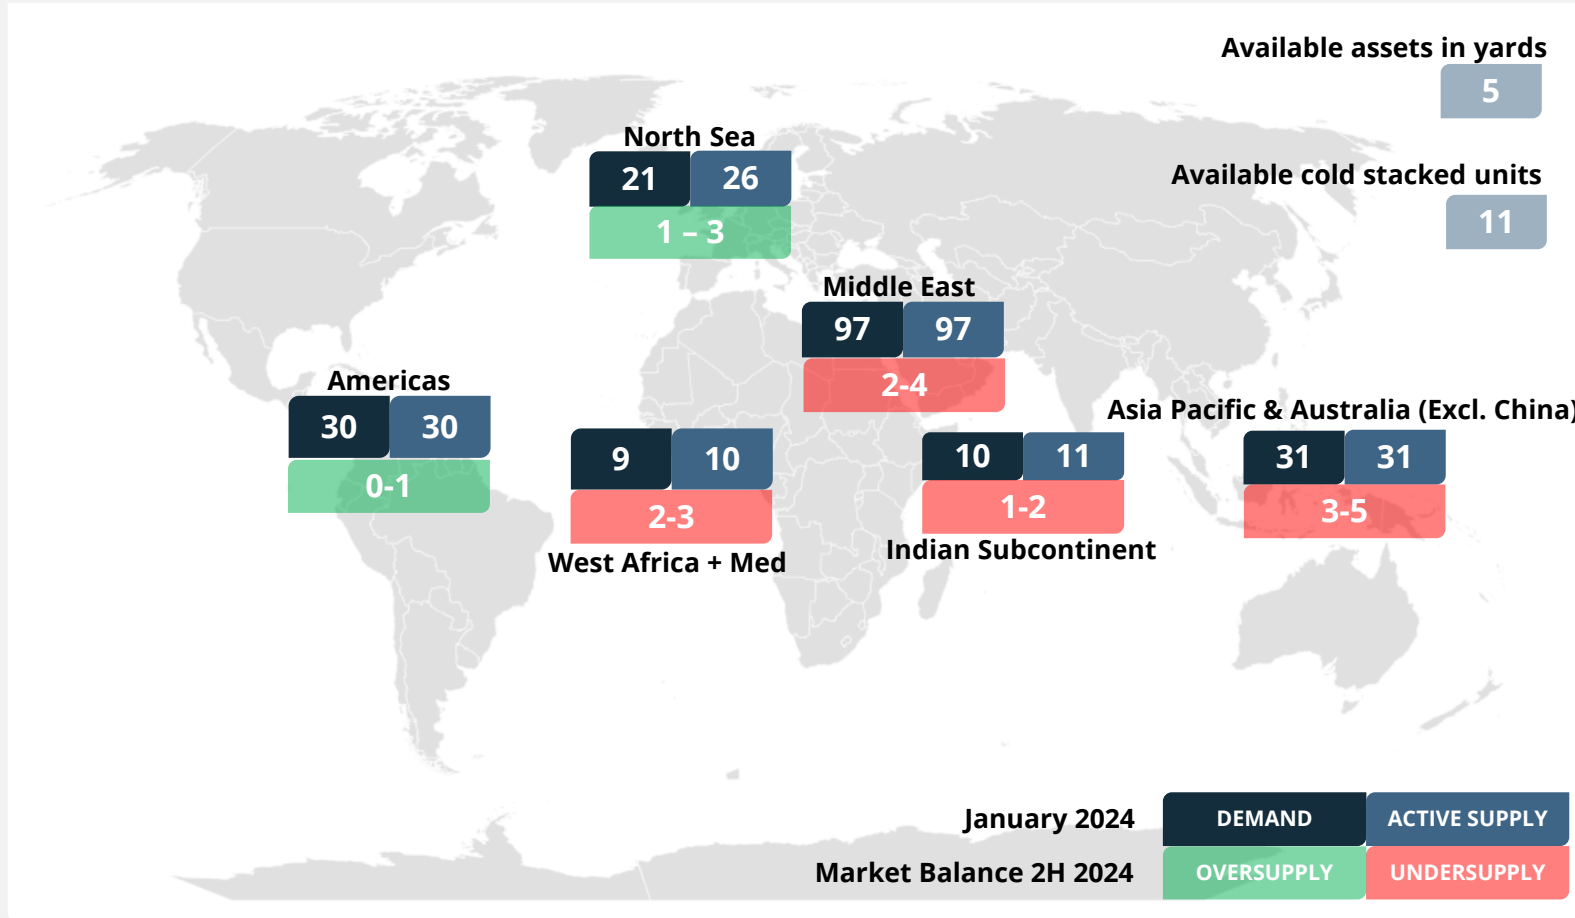 Available assets in yards
5
Available cold stacked units
11
North Sea
21 26
1 – 3
Middle East
97 97
2-4
Americas
30 30
0-1
9 10
2-3
West Africa + Med
10 11
1-2
Indian Subcontinent
Asia Pacific & Australia (Excl. China)
31 31
3-5
January 2024 DEMAND ACTIVE SUPPLY
Market Balance 2H 2024 OVERSUPPLY UNDERSUPPLY